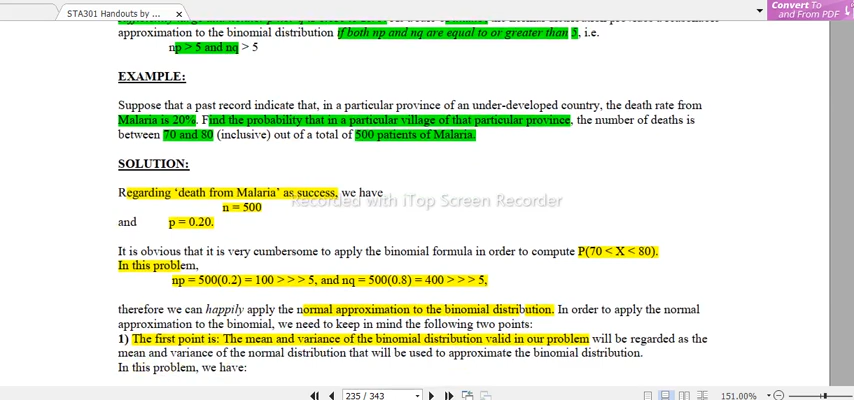 STA301 Handouts by ...
Convert To
and From PDF
approximation to the binomial distribution if both np and nq are equal to or greater than 5, i.e.
np > 5 and nq > 5
EXAMPLE:
Suppose that a past record indicate that, in a particular province of an under-developed country, the death rate from
Malaria is 20%. Find the probability that in a particular village of that particular province, the number of deaths is
between 70 and 80 (inclusive) out of a total of 500 patients of Malaria.
SOLUTION:
Regarding ‘death from Malaria’ as success, we have
n = 500
Recorded with iTop Screen Recorder
and p = 0.20.
It is obvious that it is very cumbersome to apply the binomial formula in order to compute P(70 < X < 80).
In this problem,
np = 500(0.2) = 100 > > > 5, and nq = 500(0.8) = 400 > > > 5,
therefore we can happily apply the normal approximation to the binomial distribution. In order to apply the normal
approximation to the binomial, we need to keep in mind the following two points:
1) The first point is: The mean and variance of the binomial distribution valid in our problem will be regarded as the
mean and variance of the normal distribution that will be used to approximate the binomial distribution.
In this problem, we have:
235 / 343
151.00%